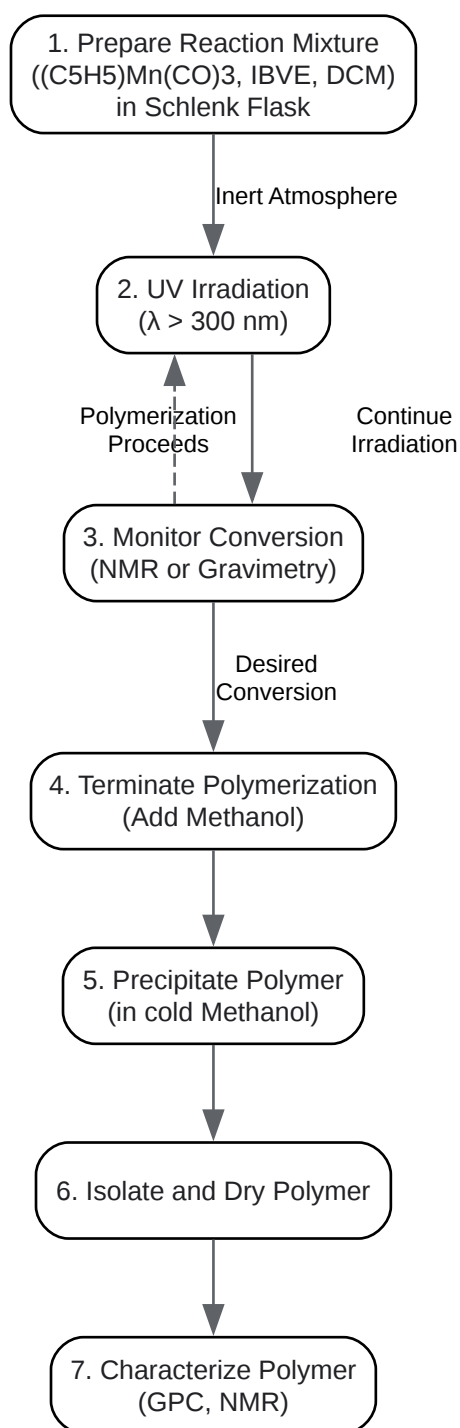 1. Prepare Reaction Mixture
((C5H5)Mn(CO)3, IBVE, DCM)
in Schlenk Flask
Inert Atmosphere
2. UV Irradiation
(λ > 300 nm)
Polymerization
Proceeds
Continue
Irradiation
3. Monitor Conversion
(NMR or Gravimetry)
Desired
Conversion
4. Terminate Polymerization
(Add Methanol)
5. Precipitate Polymer
(in cold Methanol)
6. Isolate and Dry Polymer
7. Characterize Polymer
(GPC, NMR)